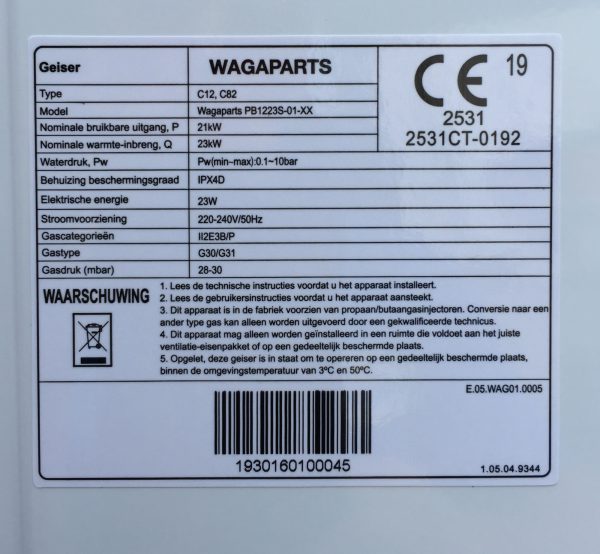 Geiser WAGAPARTS
CE 19
2531
2531CT-0192
Type C12, C82
Model Wagaparts PB1223S-01-XX
Nominale bruikbare uitgang, P 21kW
Nominale warmte-inbreng, Q 23kW
Waterdruk, Pw Pw(min-max):0.1~10bar
Behuizing beschermingsgraad IPX4D
Elektrische energie 23W
Stroomvoorziening 220-240V/50Hz
Gascategorieën II2E3B/P
Gastype G30/G31
Gasdruk (mbar) 28-30
WAARSCHUWING
1. Lees de technische instructies voordat u het apparaat installeert.
2. Lees de gebruikersinstructies voordat u het apparaat aansteekt.
3. Dit apparaat is in de fabriek voorzien van propaan/butaangasinjectoren. Conversie naar een
ander type gas kan alleen worden uitgevoerd door een gekwalificeerde technicus.
4. Dit apparaat mag alleen worden geïnstalleerd in een ruimte die voldoet aan het juiste
ventilatie-eisenpakket of op een gedeeltelijk beschermde plaats.
5. Opgelet, deze geiser is in staat om te opereren op een gedeeltelijk beschermde plaats,
binnen de omgevingstemperatuur van 3ºC en 50ºC.
E.05.WAG01.0005
1930160100045
1.05.04.9344